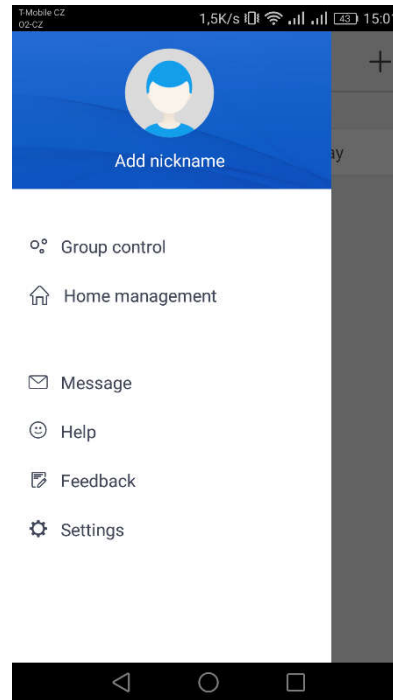 T-Mobile CZ
O2-CZ
1,5K/s 43 15:01
Add nickname
ay
Group control
Home management
Message
Help
Feedback
Settings